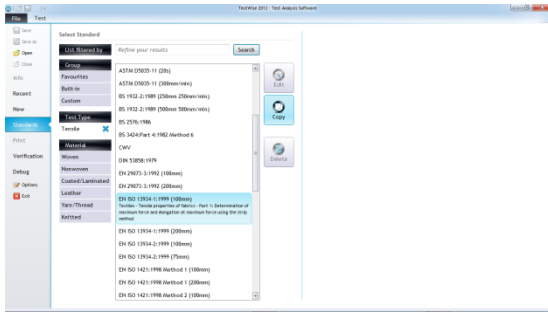 TestWise 2012 - Test Analysis Software
File Test
Save
Save As
Open
Close
Info
Recent
New
Standards
Print
Verification
Debug
Options
Exit
Select Standard
List filtered by
Refine your results
Search
Group
Favourites
Built-in
Custom
Test Type
Tensile
Material
Woven
Nonwoven
Coated/Laminated
Leather
Yarn/Thread
Knitted
ASTM D5035-11 (20s)
ASTM D5035-11 (300mm/min)
BS 1932-2:1989 (250mm 250mm/min)
BS 1932-2:1989 (500mm 500mm/min)
BS 2576:1986
BS 3424:Part 4:1982 Method 6
CWV
DIN 53858:1979
EN 29073-3:1992 (100mm)
EN 29073-3:1992 (200mm)
EN ISO 13934-1:1999 (100mm)
Textiles - Tensile properties of fabrics - Part 1: Determination of
maximum force and elongation at maximum force using the strip
method
EN ISO 13934-1:1999 (200mm)
EN ISO 13934-2:1999 (100mm)
EN ISO 13934-2:1999 (75mm)
EN ISO 1421:1998 Method 1 (100mm)
EN ISO 1421:1998 Method 1 (200mm)
EN ISO 1421:1998 Method 2 (100mm)
Edit
Copy
Delete